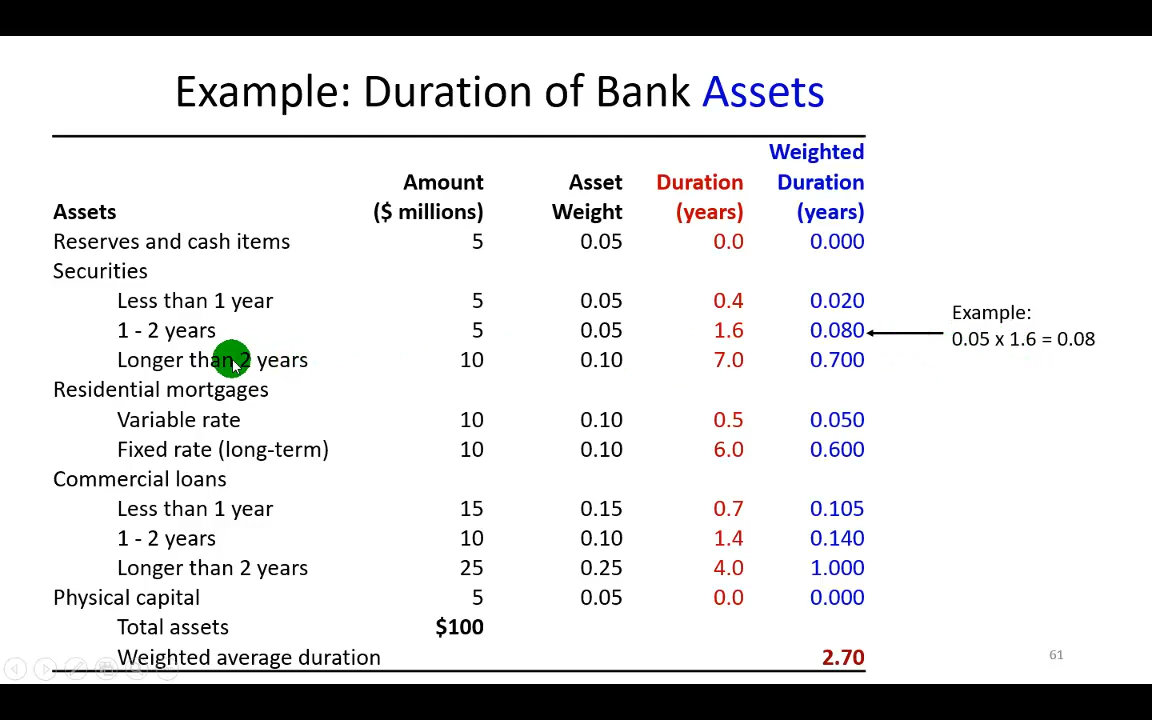 Example: Duration of Bank Assets
Weighted
Amount Asset Duration Duration
Assets ($ millions) Weight (years) (years)
Reserves and cash items 5 0.05 0.0 0.000
Securities
Less than 1 year 5 0.05 0.4 0.020
1 - 2 years 5 0.05 1.6 0.080
Longer than 2 years 10 0.10 7.0 0.700
Residential mortgages
Variable rate 10 0.10 0.5 0.050
Fixed rate (long-term) 10 0.10 6.0 0.600
Commercial loans
Less than 1 year 15 0.15 0.7 0.105
1 - 2 years 10 0.10 1.4 0.140
Longer than 2 years 25 0.25 4.0 1.000
Physical capital 5 0.05 0.0 0.000
Total assets $100
Weighted average duration 2.70
Example:
0.05 x 1.6 = 0.08
61